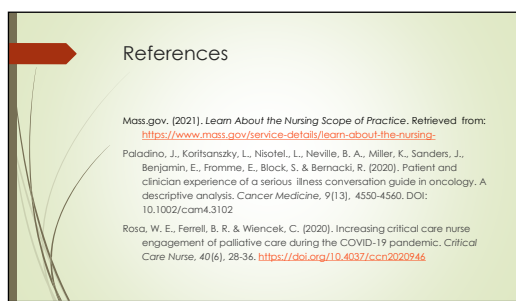 References
Mass.gov. (2021). Learn About the Nursing Scope of Practice. Retrieved from:
https://www.mass.gov/service-details/learn-about-the-nursing-
Paladino, J., Koritsanszky, L., Nisotel., L., Neville, B. A., Miller, K., Sanders, J.,
Benjamin, E., Fromme, E., Block, S. & Bernacki, R. (2020). Patient and
clinician experience of a serious illness conversation guide in oncology. A
descriptive analysis. Cancer Medicine, 9(13), 4550-4560. DOI:
10.1002/cam4.3102
Rosa, W. E., Ferrell, B. R. & Wiencek, C. (2020). Increasing critical care nurse
engagement of palliative care during the COVID-19 pandemic. Critical
Care Nurse, 40(6), 28-36. https://doi.org/10.4037/ccn2020946